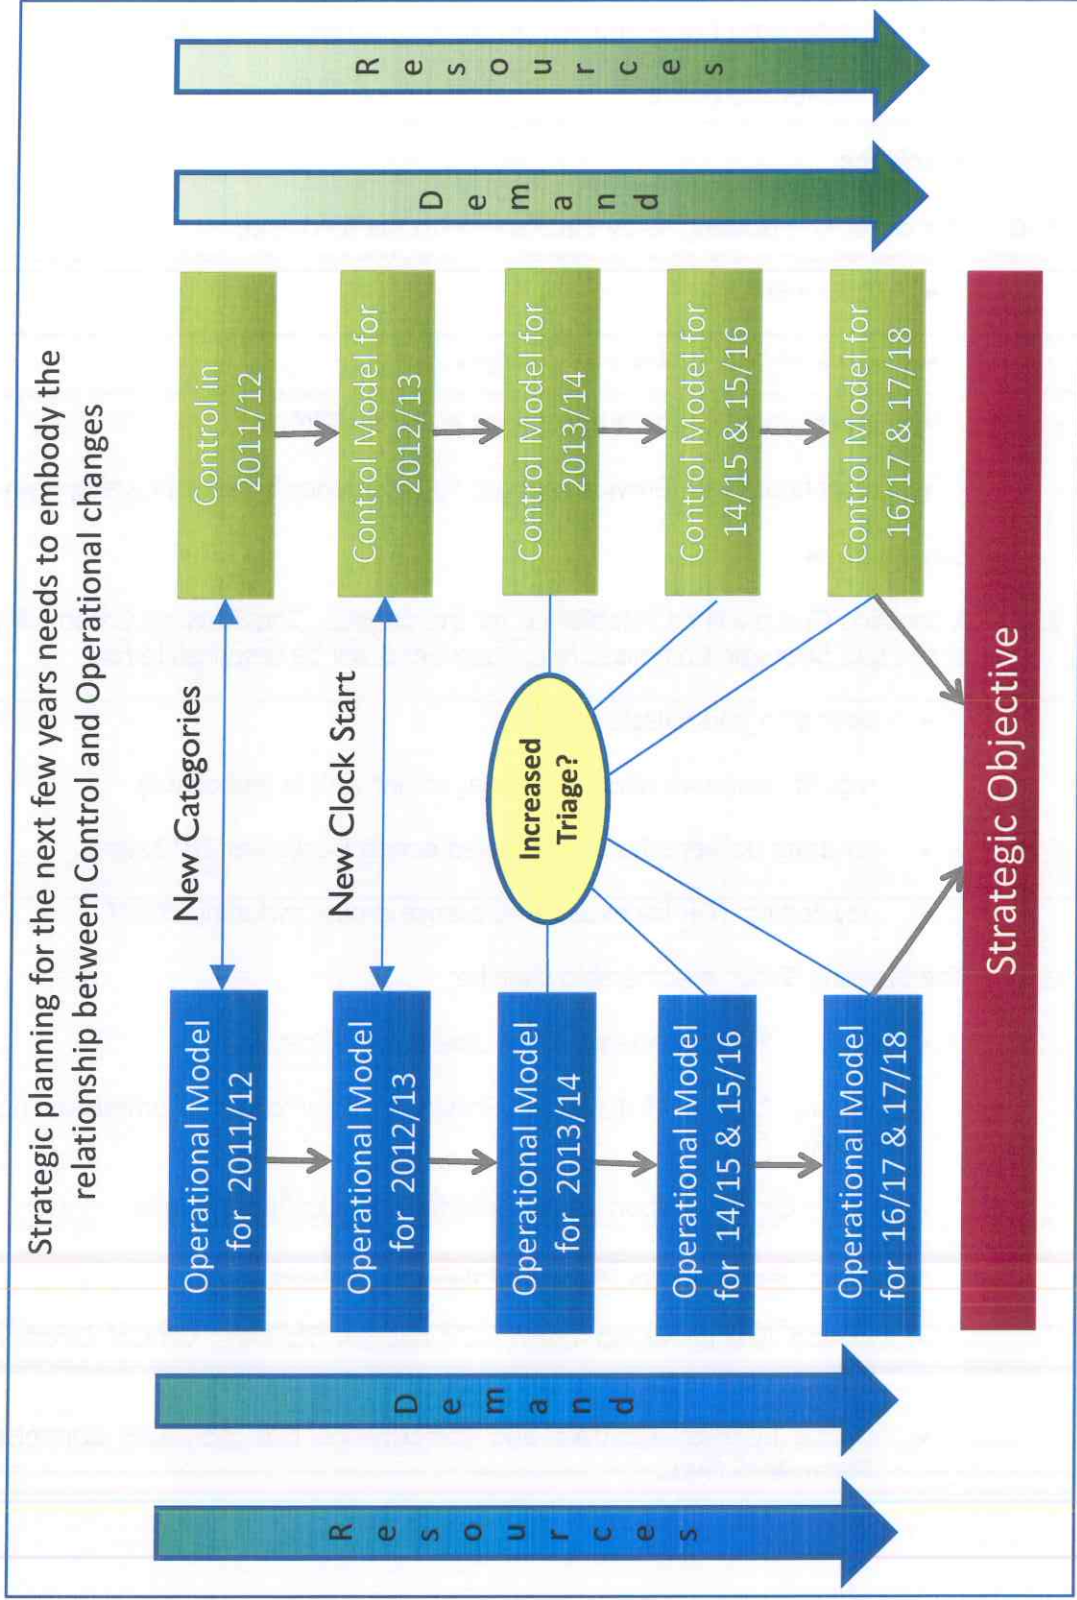 Strategic planning for the next few years needs to embody the
relationship between Control and Operational changes
Resources
Demand
Operational Model
for 2011/12
New Categories
Control in
2011/12
Operational Model
for 2012/13
New Clock Start
Control Model for
2012/13
Operational Model
for 2013/14
Increased
Triage?
Control Model for
2013/14
Operational Model
for 14/15 & 15/16
Control Model for
14/15 & 15/16
Operational Model
for 16/17 & 17/18
Control Model for
16/17 & 17/18
Demand
Resources
Strategic Objective